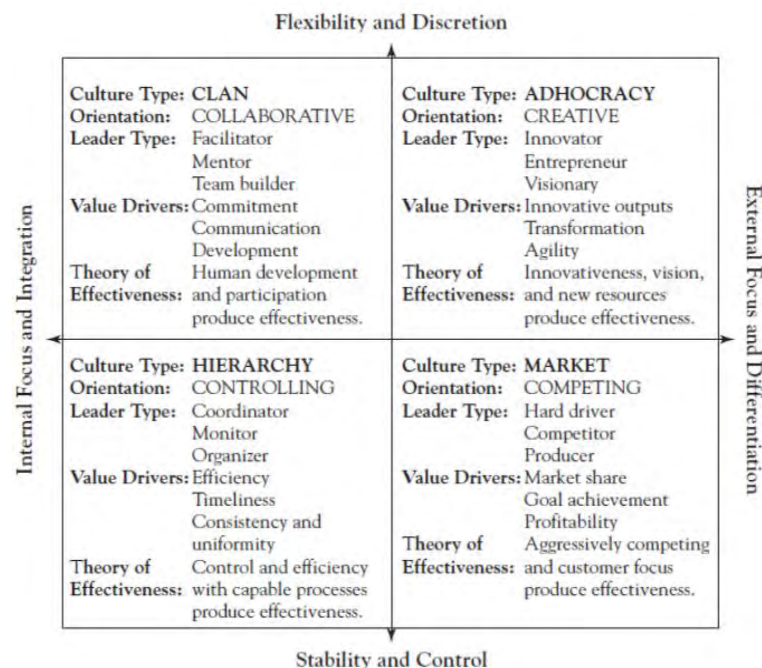 Flexibility and Discretion
Internal Focus and Integration
Culture Type: CLAN
Orientation: COLLABORATIVE
Leader Type: Facilitator
Mentor
Team builder
Value Drivers: Commitment
Communication
Development
Theory of Human development
Effectiveness: and participation
produce effectiveness.
Culture Type: ADHOCRACY
Orientation: CREATIVE
Leader Type: Innovator
Entrepreneur
Visionary
Value Drivers: Innovative outputs
Transformation
Agility
Theory of Innovativeness, vision,
Effectiveness: and new resources
produce effectiveness.
Culture Type: HIERARCHY
Orientation: CONTROLLING
Leader Type: Coordinator
Monitor
Organizer
Value Drivers: Efficiency
Timeliness
Consistency and
uniformity
Theory of Control and efficiency
Effectiveness: with capable processes
produce effectiveness.
Culture Type: MARKET
Orientation: COMPETING
Leader Type: Hard driver
Competitor
Producer
Value Drivers: Market share
Goal achievement
Profitability
Theory of Aggressively competing
Effectiveness: and customer focus
produce effectiveness.
External Focus and Differentiation
Stability and Control